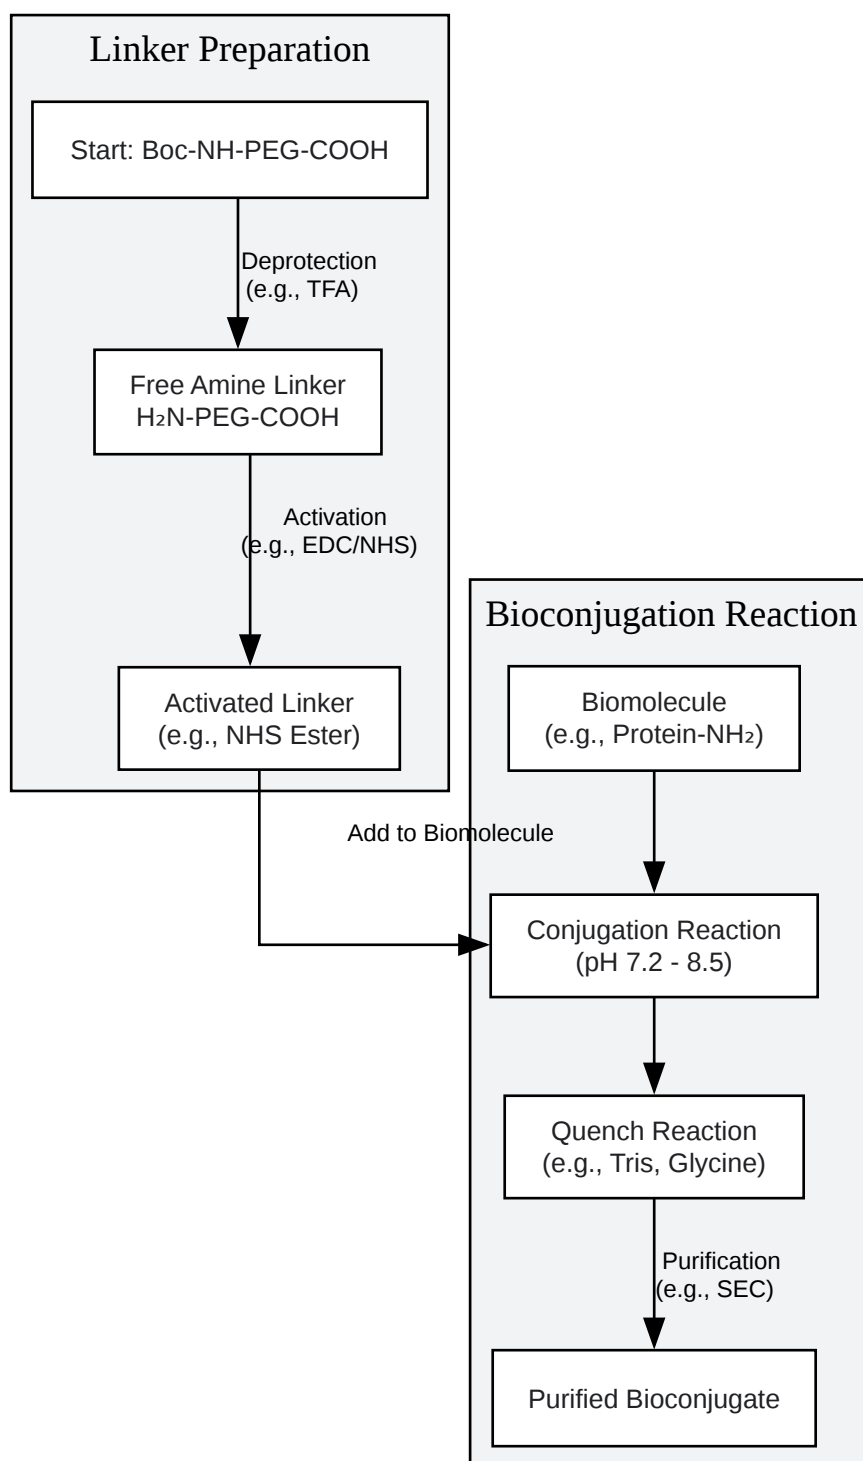 Linker Preparation
Start: Boc-NH-PEG-COOH
Deprotection
(e.g., TFA)
Free Amine Linker
H₂N-PEG-COOH
Activation
(e.g., EDC/NHS)
Activated Linker
(e.g., NHS Ester)
Bioconjugation Reaction
Biomolecule
(e.g., Protein-NH₂)
Add to Biomolecule
Conjugation Reaction
(pH 7.2 - 8.5)
Quench Reaction
(e.g., Tris, Glycine)
Purification
(e.g., SEC)
Purified Bioconjugate